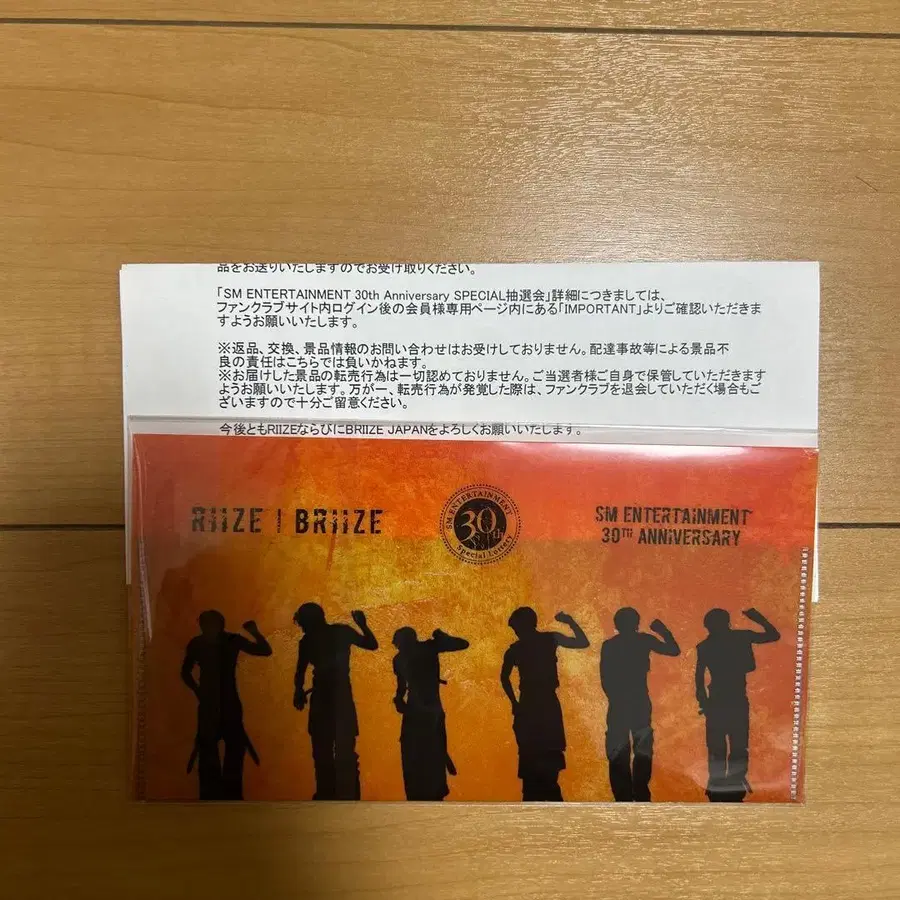 品をお送りいたしますのでお受け取りください。
「SM ENTERTAINMENT 30th Anniversary SPECIAL抽選会」詳細につきましては、
ファンクラブサイト内ログイン後の会員様専用ページ内にある「IMPORTANT」よりご確認いただきま
すようお願いいたします。
※返品、交換、景品情報のお問い合わせはお受けしておりません。配達事故等による景品不
良の責任はこちらでは負いかねます。
※お届けした景品の転売行為は一切認めておりません。ご当選者様ご自身で保管していただきます
ようお願いいたします。万が一、転売行為が発覚した際は、ファンクラブを退会していただく場合もご
ざいますので十分ご留意ください。
今後ともRIIZEならびにBRIIZE JAPANをよろしくお願いいたします。
RIIZE | BRIIZE
SM ENTERTAINMENT
30th
Special Lottery
SM ENTERTAINMENT
30TH ANNIVERSARY